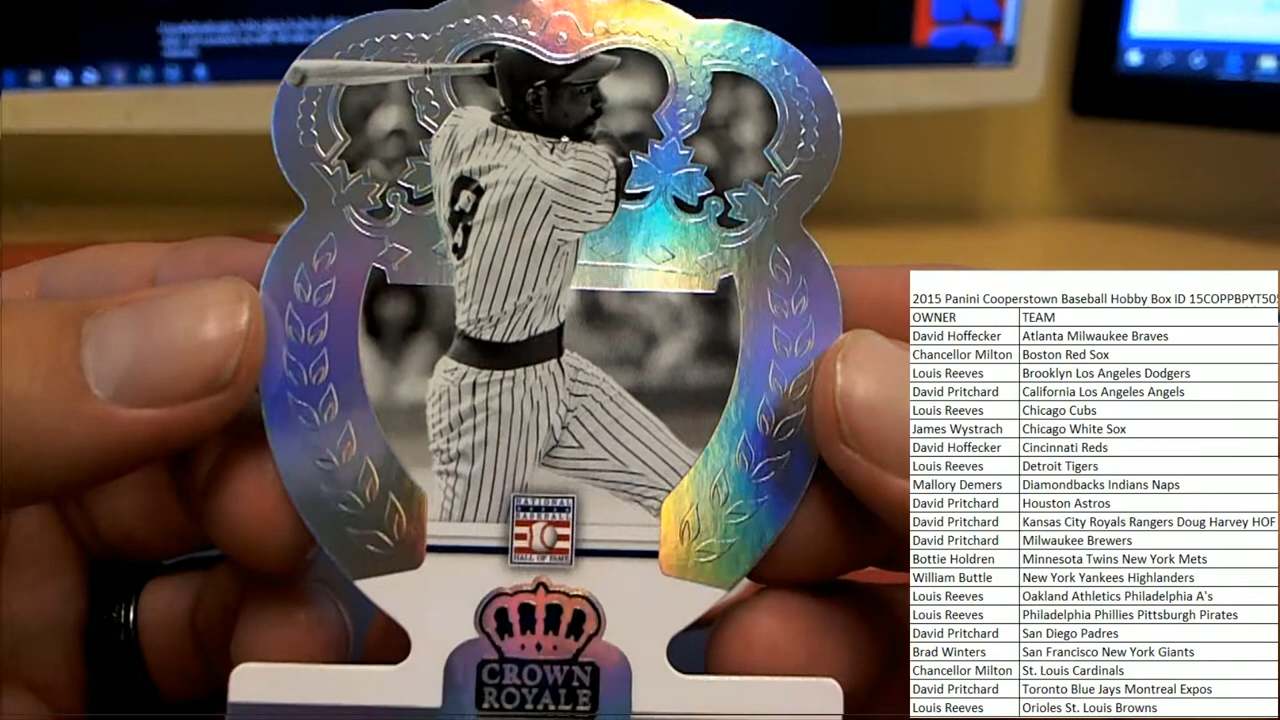 8
NATIONAL
BASEBALL
HALL OF FAME
CROWN
ROYALE
2015 Panini Cooperstown Baseball Hobby Box ID 15COPPBPYT50
OWNER TEAM
David Hoffecker Atlanta Milwaukee Braves
Chancellor Milton Boston Red Sox
Louis Reeves Brooklyn Los Angeles Dodgers
David Pritchard California Los Angeles Angels
Louis Reeves Chicago Cubs
James Wystrach Chicago White Sox
David Hoffecker Cincinnati Reds
Louis Reeves Detroit Tigers
Mallory Demers Diamondbacks Indians Naps
David Pritchard Houston Astros
David Pritchard Kansas City Royals Rangers Doug Harvey HOF
David Pritchard Milwaukee Brewers
Bottie Holdren Minnesota Twins New York Mets
William Buttle New York Yankees Highlanders
Louis Reeves Oakland Athletics Philadelphia A's
Louis Reeves Philadelphia Phillies Pittsburgh Pirates
David Pritchard San Diego Padres
Brad Winters San Francisco New York Giants
Chancellor Milton St. Louis Cardinals
David Pritchard Toronto Blue Jays Montreal Expos
Louis Reeves Orioles St. Louis Browns